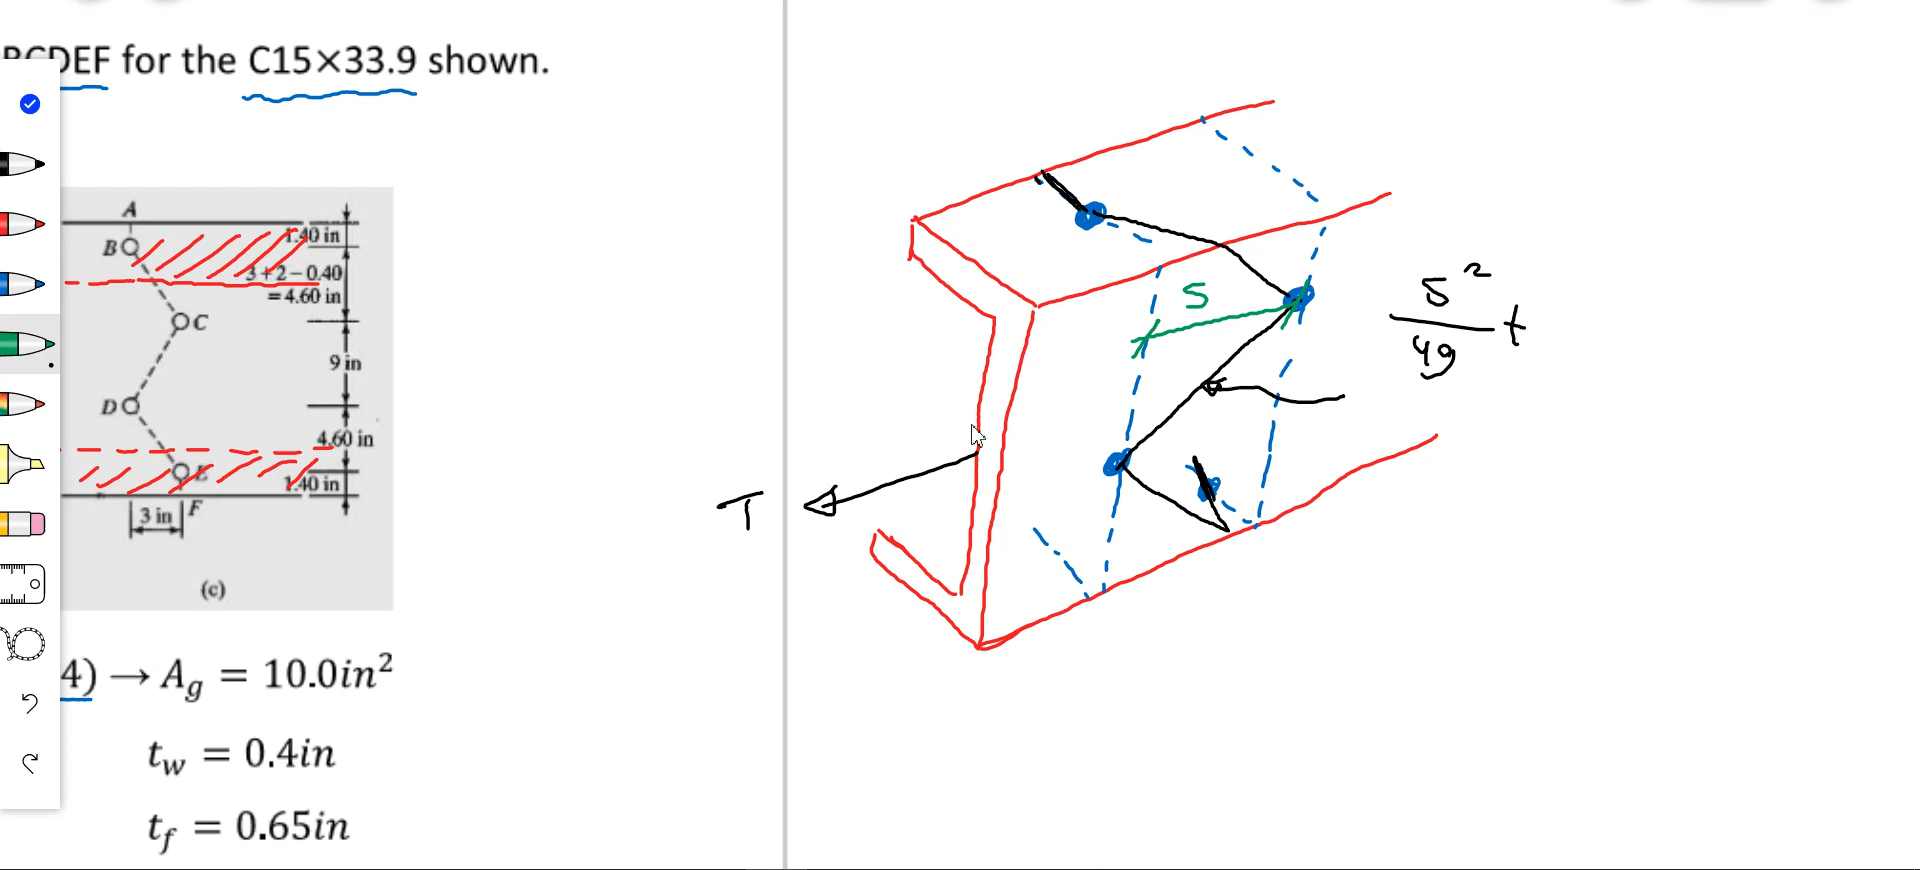 BCDEF for the C15×33.9 shown.
A
1.40 in
B
3+2−0.40
=4.60 in
C
9 in
D
4.60 in
E
1.40 in
3 in
F
(c)
4) → A_g = 10.0in²
t_w = 0.4in
t_f = 0.65in
S
S²
4g t
T